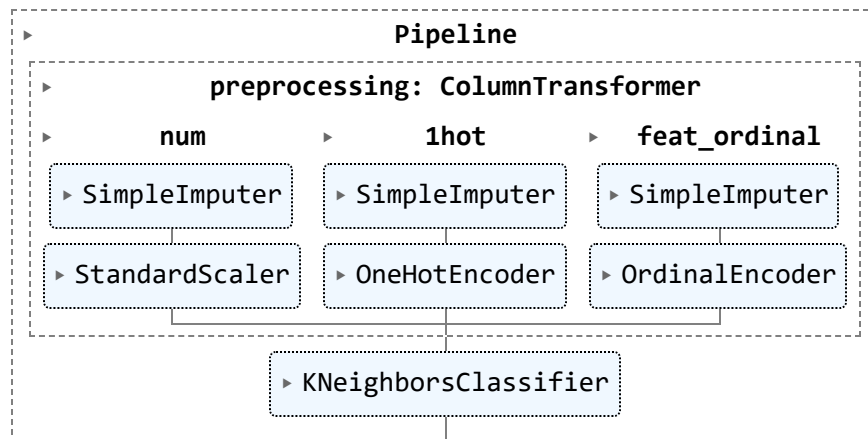 Pipeline
preprocessing: ColumnTransformer
num 1hot feat_ordinal
SimpleImputer SimpleImputer SimpleImputer
StandardScaler OneHotEncoder OrdinalEncoder
KNeighborsClassifier